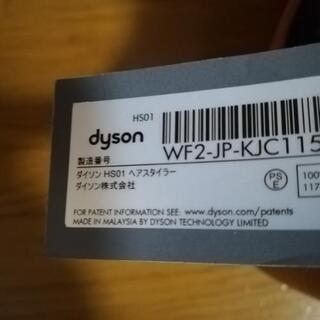 HS01
dyson
製造番号
WF2-JP-KJC115
ダイソン HS01 ヘアスタイラー
ダイソン株式会社
PS
E
100
117
FOR PATENT INFORMATION SEE: www.dyson.com/patents
MADE IN MALAYSIA BY DYSON TECHNOLOGY LIMITED